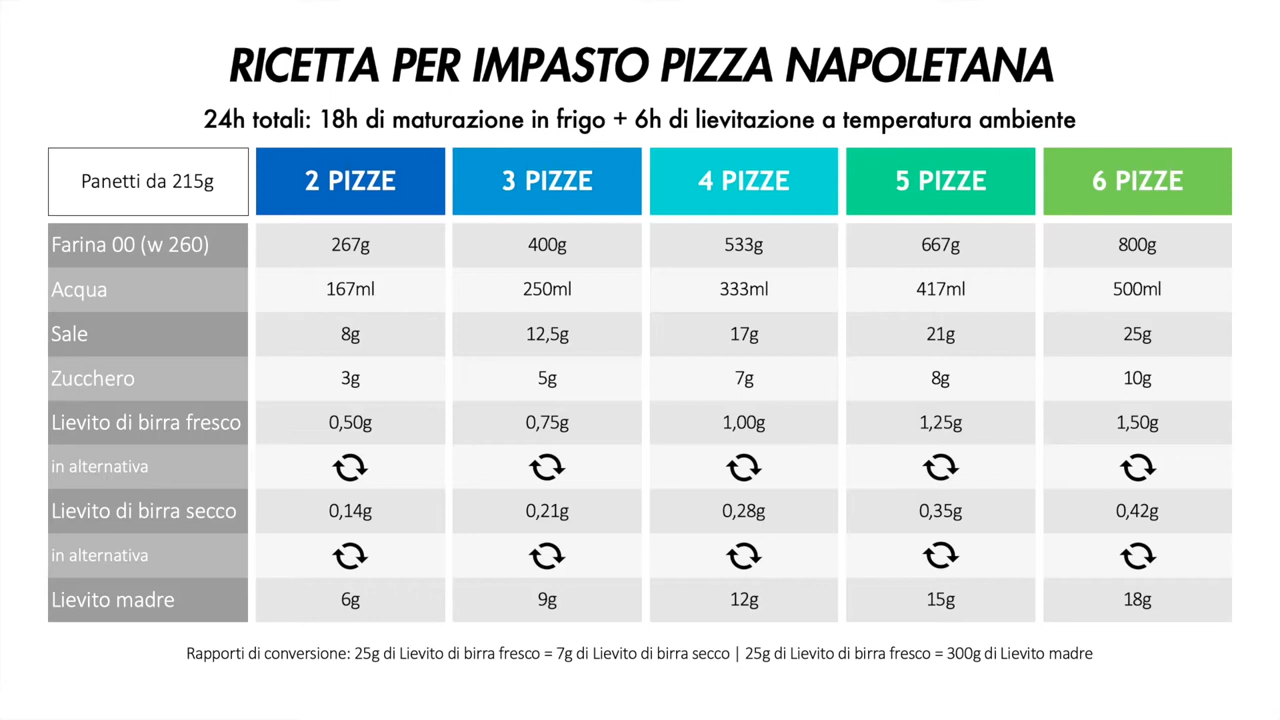 RICETTA PER IMPASTO PIZZA NAPOLETANA
24h totali: 18h di maturazione in frigo + 6h di lievitazione a temperatura ambiente
Panetti da 215g 2 PIZZE 3 PIZZE 4 PIZZE 5 PIZZE 6 PIZZE
Farina 00 (w 260) 267g 400g 533g 667g 800g
Acqua 167ml 250ml 333ml 417ml 500ml
Sale 8g 12,5g 17g 21g 25g
Zucchero 3g 5g 7g 8g 10g
Lievito di birra fresco 0,50g 0,75g 1,00g 1,25g 1,50g
in alternativa
Lievito di birra secco 0,14g 0,21g 0,28g 0,35g 0,42g
in alternativa
Lievito madre 6g 9g 12g 15g 18g
Rapporti di conversione: 25g di Lievito di birra fresco = 7g di Lievito di birra secco | 25g di Lievito di birra fresco = 300g di Lievito madre